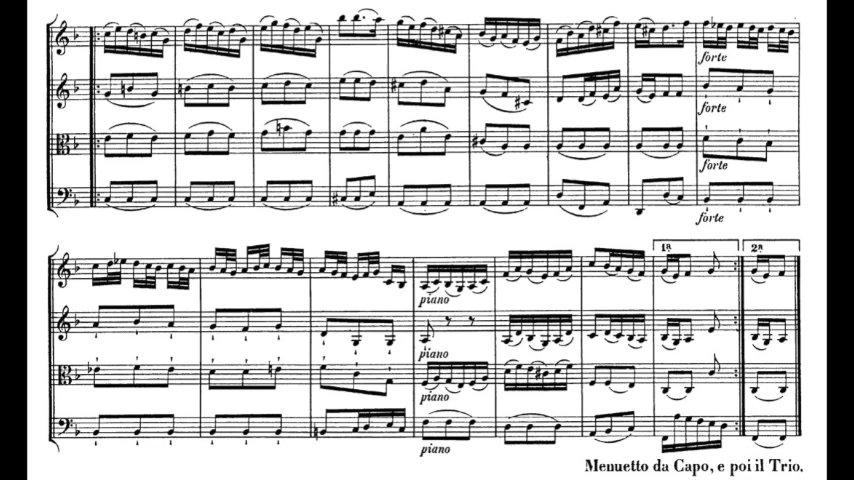 forte
forte
forte
forte
1ª 2ª
piano
piano
piano
piano
Menuetto da Capo, e poi il Trio.